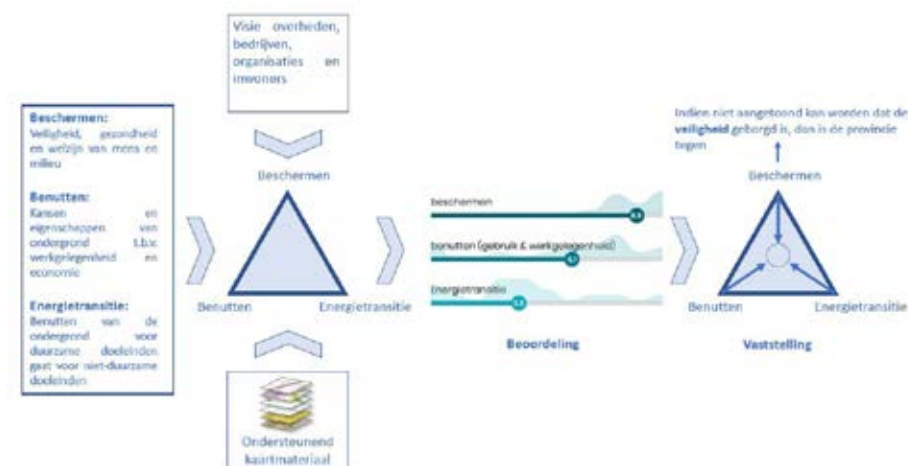 Visie overheden,
bedrijven,
organisaties en
inwoners
Beschermen:
Veiligheid, gezondheid
en welzijn van mens en
milieu
Benutten:
Kansen en
eigenschappen van
ondergrond t.b.v.
werkgelegenheid en
economie
Energietransitie:
Benutten van de
ondergrond voor
duurzame doeleinden
gaat voor niet-duurzame
doeleinden
Beschermen
Benutten
Energietransitie
Ondersteunend
kaartmateriaal
beschermen
benutten (gebruik & werkgelegenheid)
Energietransitie
Beoordeling
Indien niet aangetoond kan worden dat de
veiligheid geborgd is, dan is de provincie
tegen
Beschermen
Benutten
Energietransitie
Vaststelling